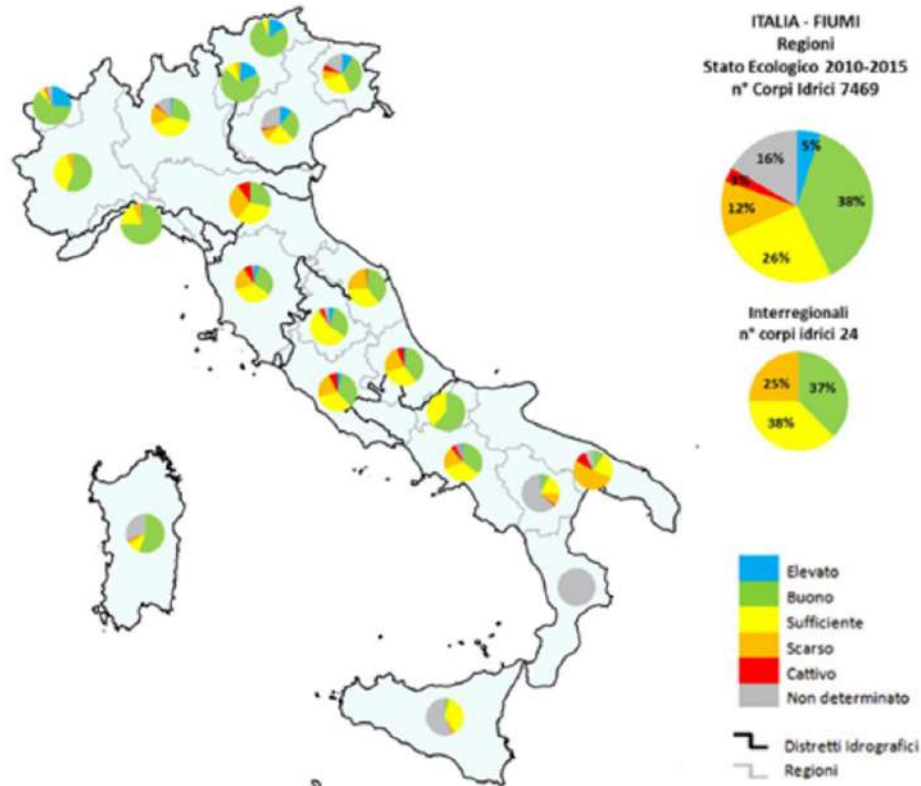 ITALIA - FIUMI
Regioni
Stato Ecologico 2010-2015
n° Corpi Idrici 7469
5%
16%
3%
38%
12%
26%
Interregionali
n° corpi idrici 24
25%
37%
38%
Elevato
Buono
Sufficiente
Scarso
Cattivo
Non determinato
Distretti Idrografici
Regioni